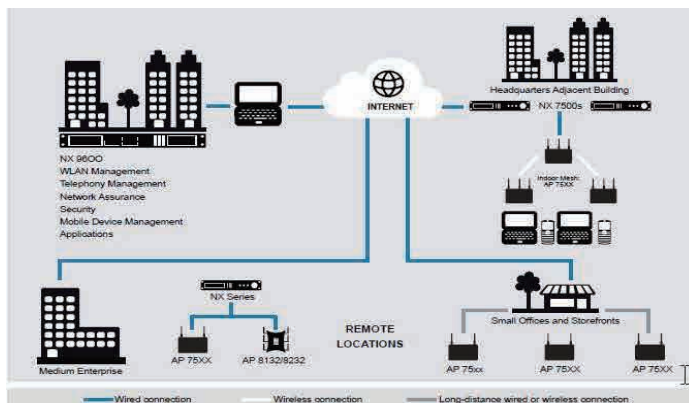 INTERNET
Headquarters Adjacent Building
NX 7500s
NX 9600
WLAN Management
Telephony Management
Network Assurance
Security
Mobile Device Management
Applications
Indoor Mesh:
AP 75XX
NX Series
AP 75XX
AP 8132/8232
Medium Enterprise
REMOTE
LOCATIONS
Small Offices and Storefronts
AP 75xx
AP 75XX
AP 75XX
Wired connection
Wireless connection
Long-distance wired or wireless connection